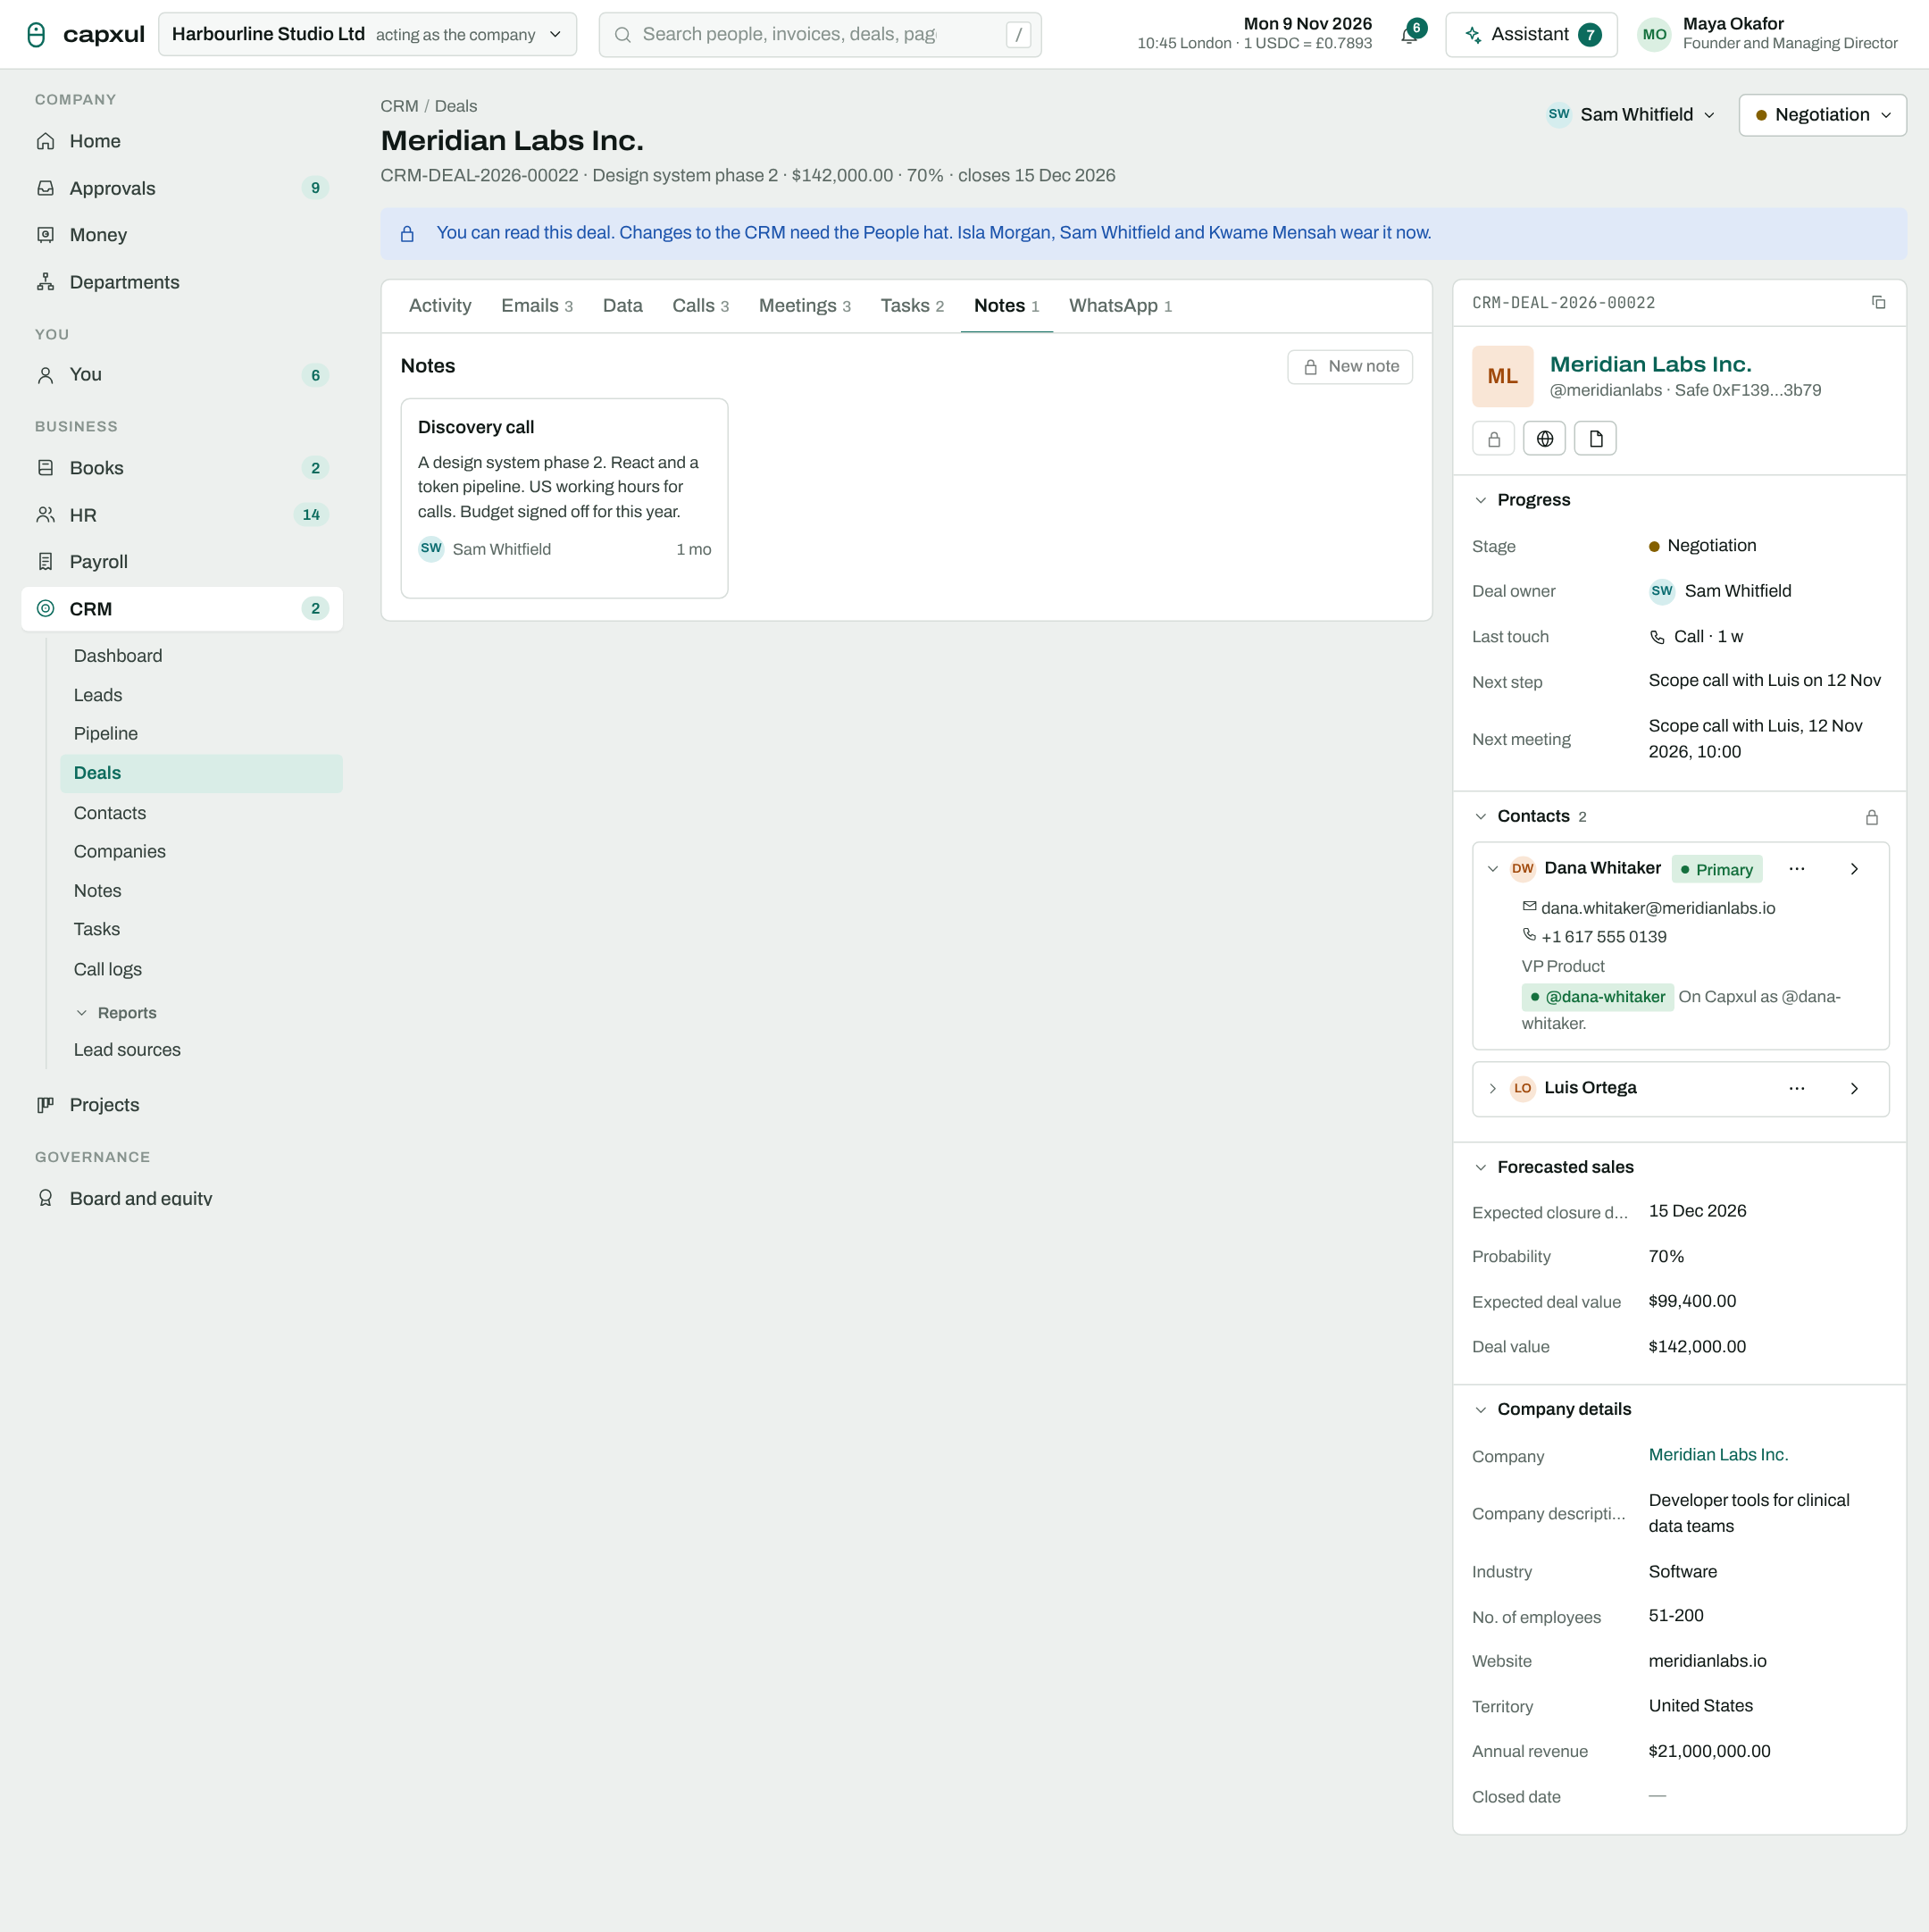 capxul
Harbourline Studio Ltd acting as the company
Search people, invoices, deals, pag
/
Mon 9 Nov 2026
10:45 London · 1 USDC = £0.7893
6
Assistant 7
MO
Maya Okafor
Founder and Managing Director
COMPANY
Home
Approvals 9
Money
Departments
YOU
You 6
BUSINESS
Books 2
HR 14
Payroll
CRM 2
Dashboard
Leads
Pipeline
Deals
Contacts
Companies
Notes
Tasks
Call logs
Reports
Lead sources
Projects
GOVERNANCE
Board and equity
CRM / Deals
Meridian Labs Inc.
CRM-DEAL-2026-00022 · Design system phase 2 · $142,000.00 · 70% · closes 15 Dec 2026
SW Sam Whitfield
Negotiation
You can read this deal. Changes to the CRM need the People hat. Isla Morgan, Sam Whitfield and Kwame Mensah wear it now.
Activity Emails 3 Data Calls 3 Meetings 3 Tasks 2 Notes 1 WhatsApp 1
Notes
New note
Discovery call
A design system phase 2. React and a
token pipeline. US working hours for
calls. Budget signed off for this year.
SW Sam Whitfield 1 mo
CRM-DEAL-2026-00022
ML
Meridian Labs Inc.
@meridianlabs · Safe 0xF139...3b79
Progress
Stage Negotiation
Deal owner SW Sam Whitfield
Last touch Call · 1 w
Next step Scope call with Luis on 12 Nov
Next meeting Scope call with Luis, 12 Nov
2026, 10:00
Contacts 2
DW Dana Whitaker Primary ...
dana.whitaker@meridianlabs.io
+1 617 555 0139
VP Product
@dana-whitaker On Capxul as @dana-
whitaker.
LO Luis Ortega ...
Forecasted sales
Expected closure d... 15 Dec 2026
Probability 70%
Expected deal value $99,400.00
Deal value $142,000.00
Company details
Company Meridian Labs Inc.
Company descripti... Developer tools for clinical
data teams
Industry Software
No. of employees 51-200
Website meridianlabs.io
Territory United States
Annual revenue $21,000,000.00
Closed date —